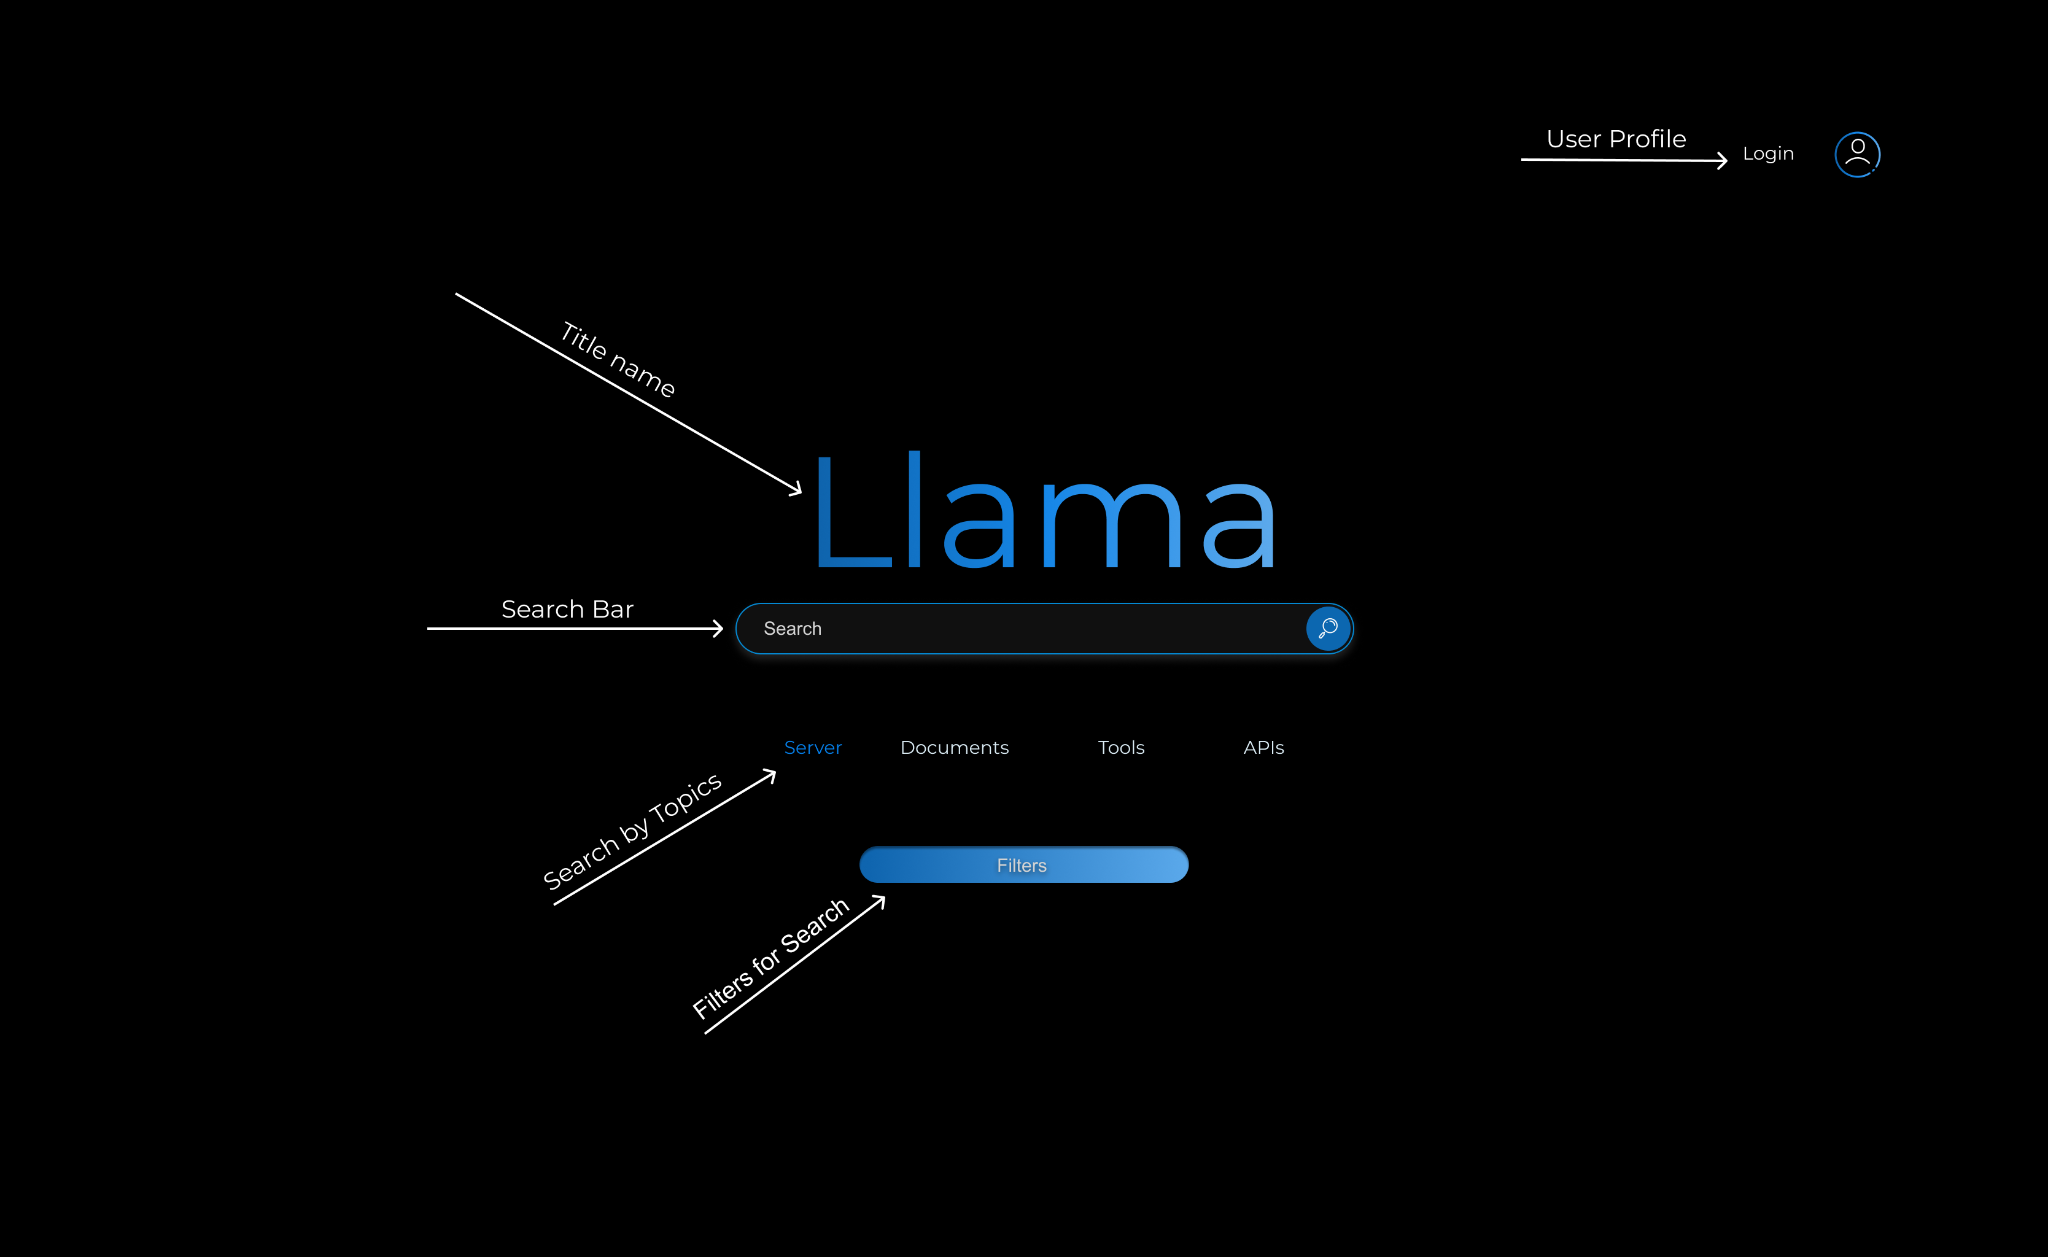 User Profile
Login
Title name
Llama
Search Bar
Search
Server
Documents
Tools
APIs
Search by Topics
Filters
Filters for Search